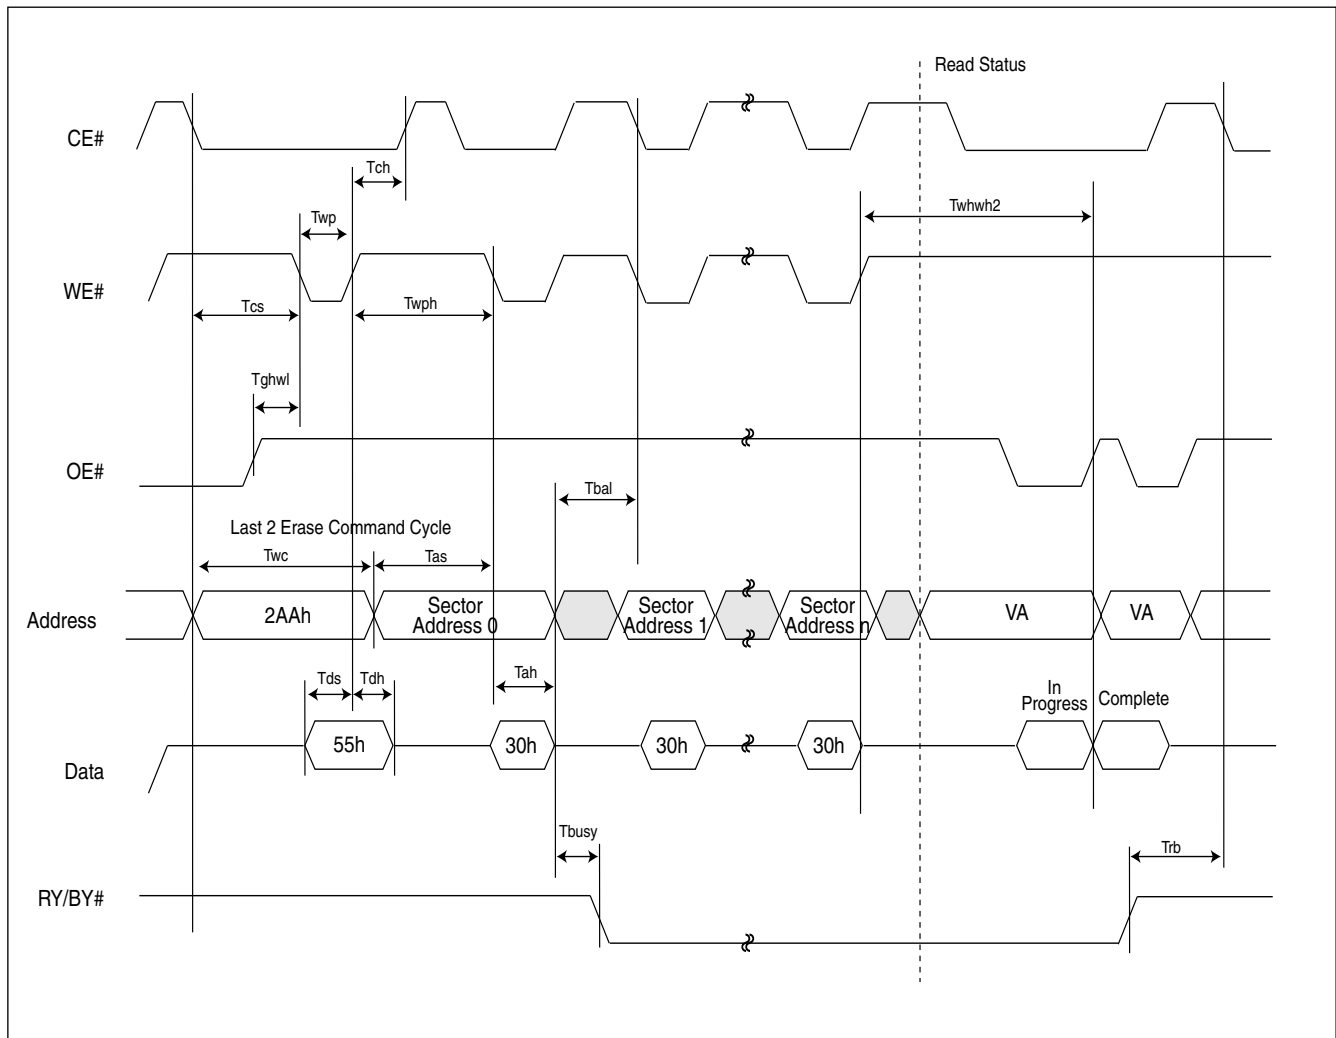 Read Status
CE#
Tch
Twhwh2
Twp
WE#
Tcs
Twph
Tghwl
OE#
Tbal
Last 2 Erase Command Cycle
Twc
Tas
Address
2AAh
Sector
Address 0
Sector
Address 1
Sector
Address n
VA
VA
Tds
Tdh
Tah
In
Progress
Complete
Data
55h
30h
30h
30h
Tbusy
Trb
RY/BY#